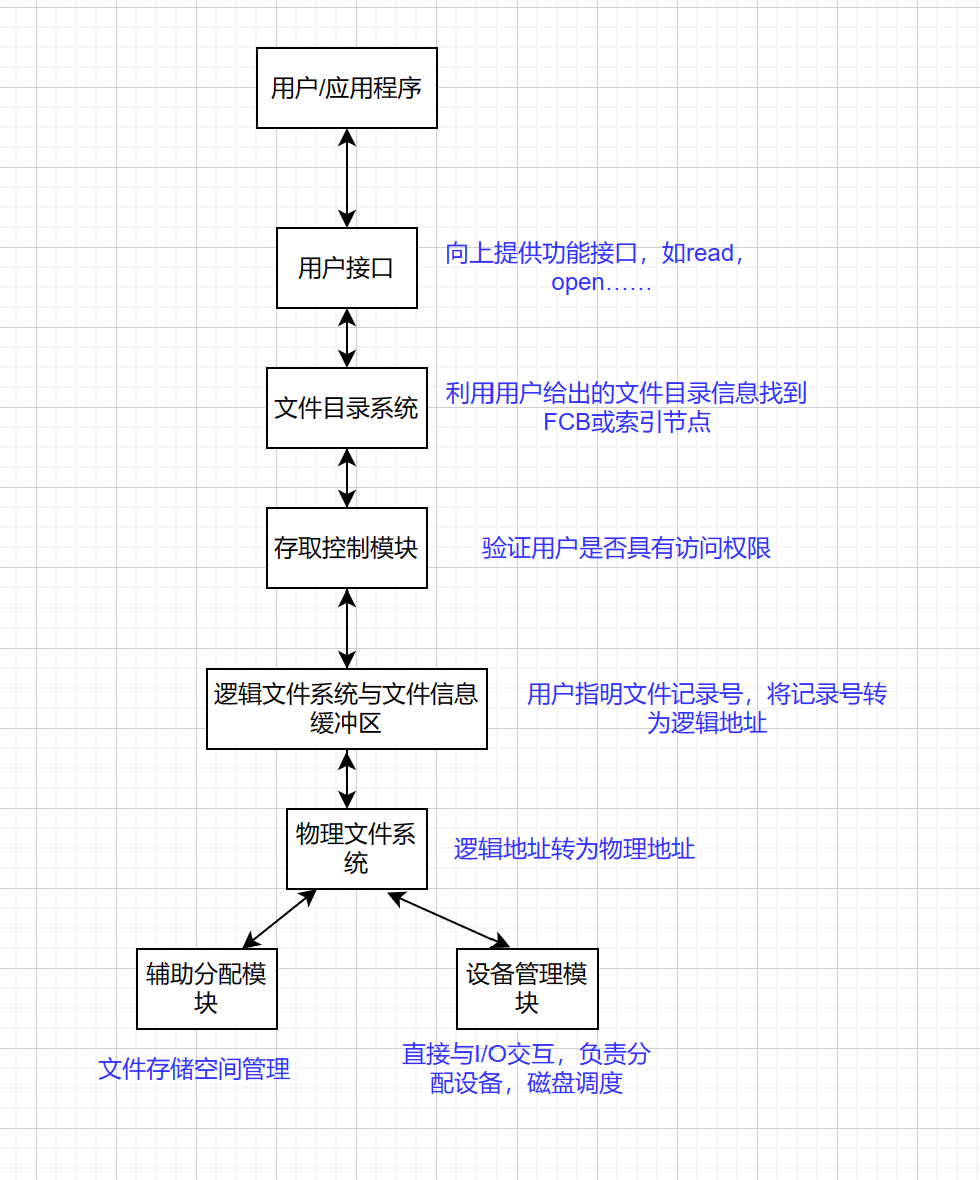 用户/应用程序
用户接口
向上提供功能接口，如read，
open……
文件目录系统
利用用户给出的文件目录信息找到
FCB或索引节点
存取控制模块
验证用户是否具有访问权限
逻辑文件系统与文件信息
缓冲区
用户指明文件记录号，将记录号转
为逻辑地址
物理文件系
统
逻辑地址转为物理地址
辅助分配模
块
设备管理模
块
文件存储空间管理
直接与I/O交互，负责分
配设备，磁盘调度